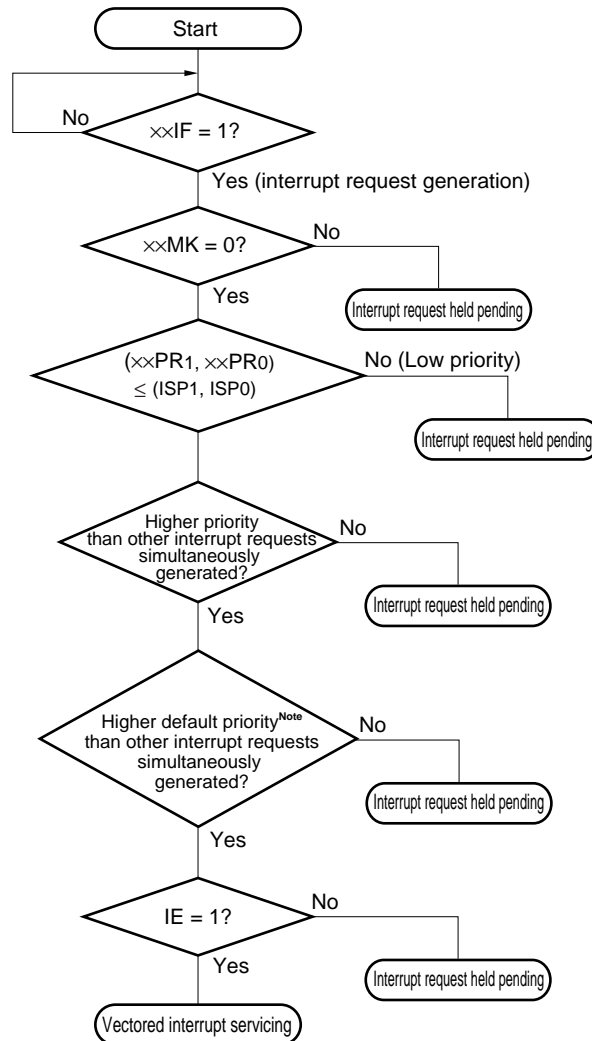 Start
No
××IF = 1?
Yes (interrupt request generation)
No
××MK = 0?
Yes
Interrupt request held pending
(××PR1, ××PR0)
≤ (ISP1, ISP0)
No (Low priority)
Interrupt request held pending
Higher priority
than other interrupt requests
simultaneously
generated?
No
Interrupt request held pending
Yes
Higher default priorityNote
than other interrupt requests
simultaneously
generated?
No
Interrupt request held pending
Yes
IE = 1?
No
Yes
Interrupt request held pending
Vectored interrupt servicing